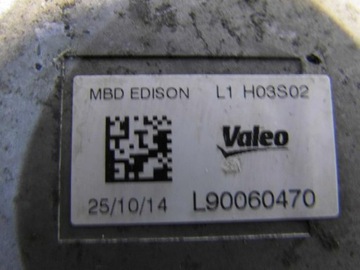 MBD EDISON L1 H03S02
Valeo
25/10/14 L90060470